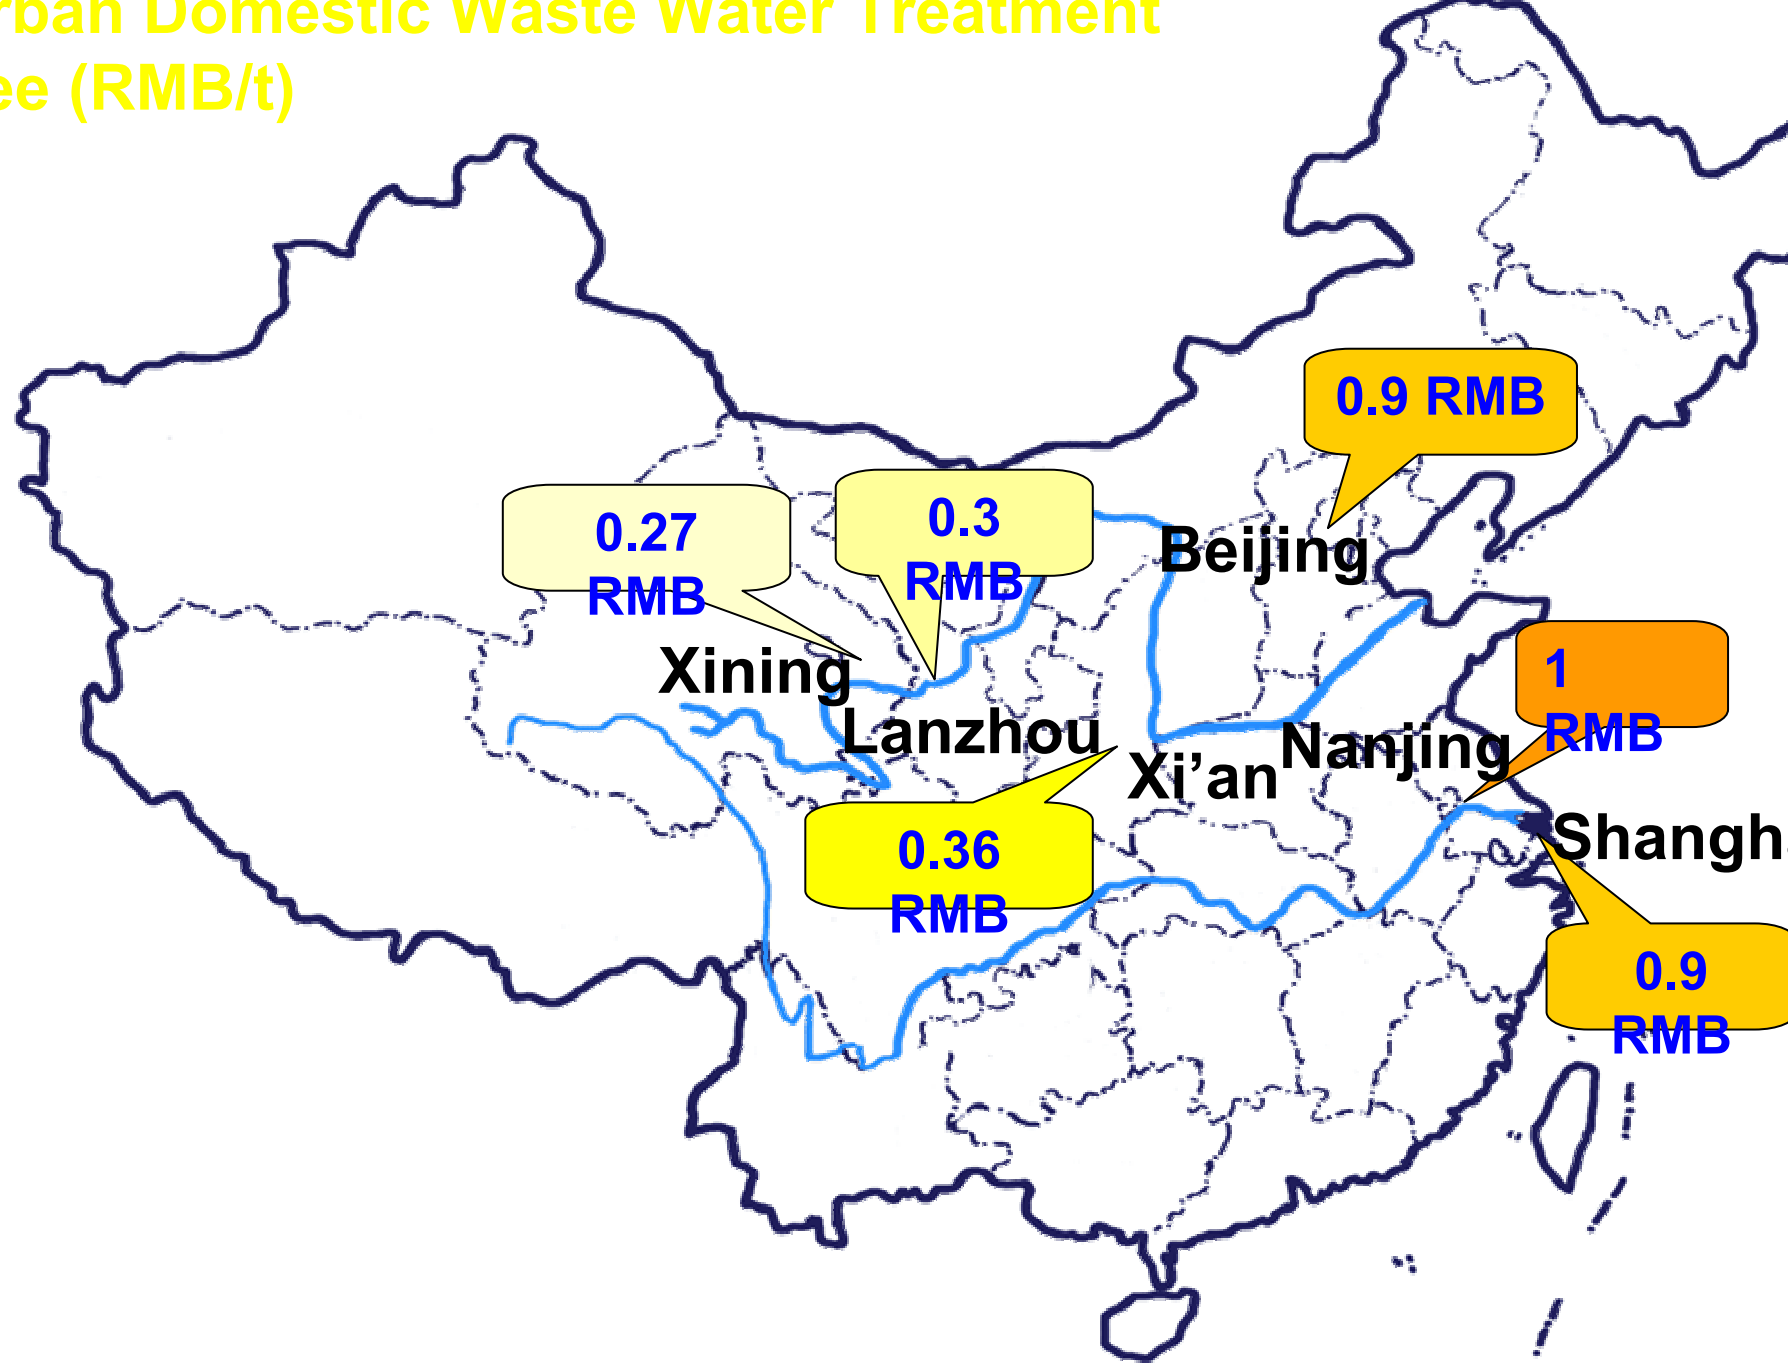 rban Domestic Waste Water Treatment
ee (RMB/t)
0.9 RMB
0.27
RMB
0.3
RMB
Beijing
Xining
1
RMB
Lanzhou
Xi’an
Nanjing
0.36
RMB
Shangh
0.9
RMB